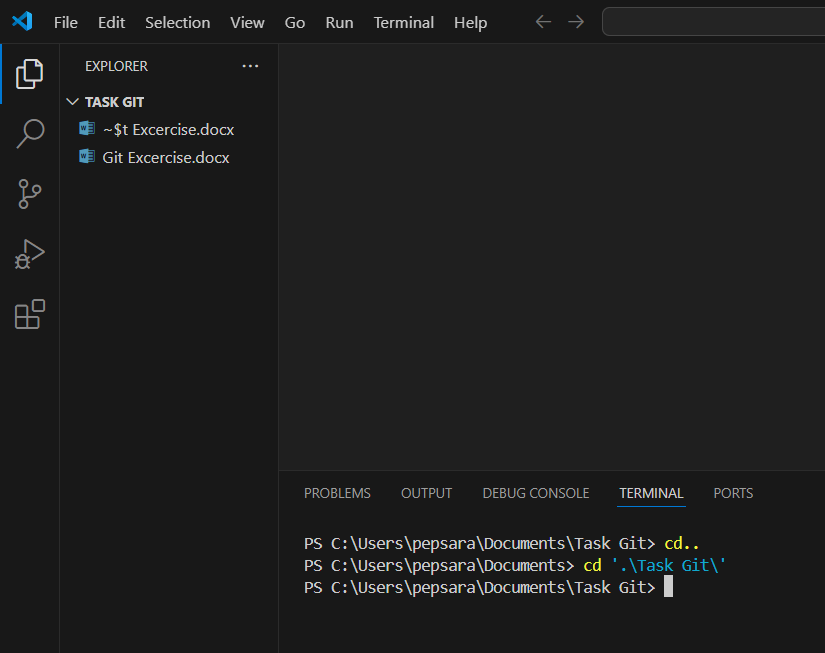 File Edit Selection View Go Run Terminal Help
EXPLORER
TASK GIT
~$t Excercise.docx
Git Excercise.docx
PROBLEMS OUTPUT DEBUG CONSOLE TERMINAL PORTS
PS C:\Users\pepsara\Documents\Task Git> cd..
PS C:\Users\pepsara\Documents> cd '.\Task Git\'
PS C:\Users\pepsara\Documents\Task Git>